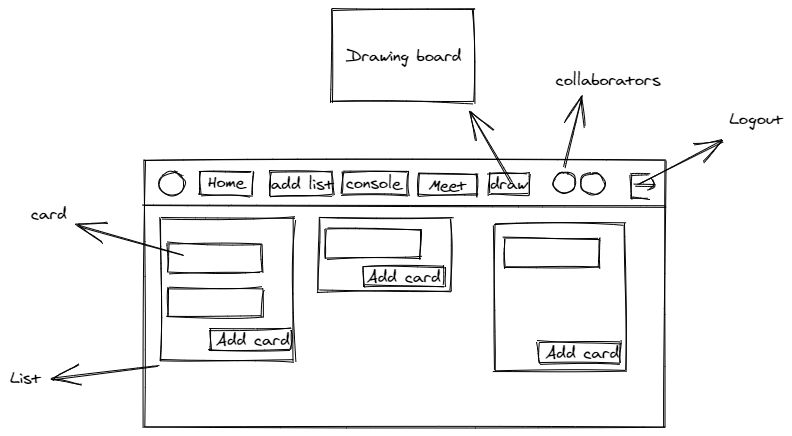 Drawing board
collaborators
Logout
Home
add list
console
Meet
draw
card
Add card
Add card
Add card
List